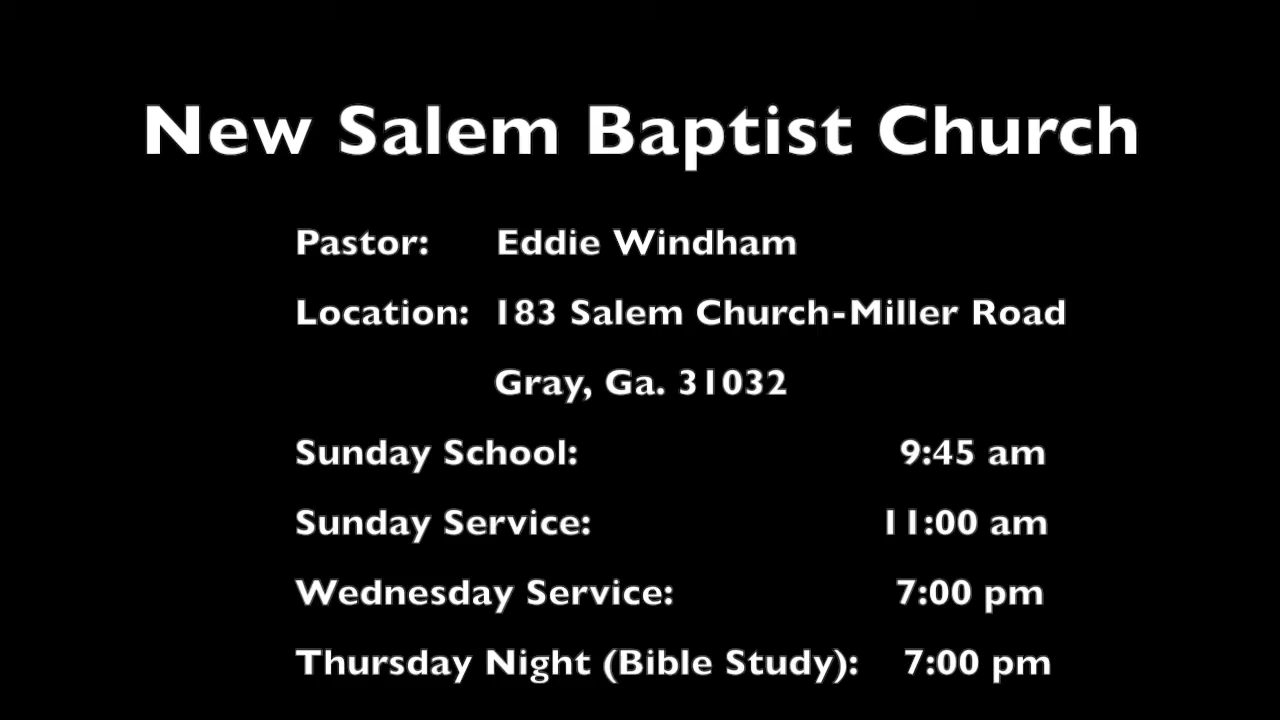 New Salem Baptist Church
Pastor: Eddie Windham
Location: 183 Salem Church-Miller Road
Gray, Ga. 31032
Sunday School: 9:45 am
Sunday Service: 11:00 am
Wednesday Service: 7:00 pm
Thursday Night (Bible Study): 7:00 pm